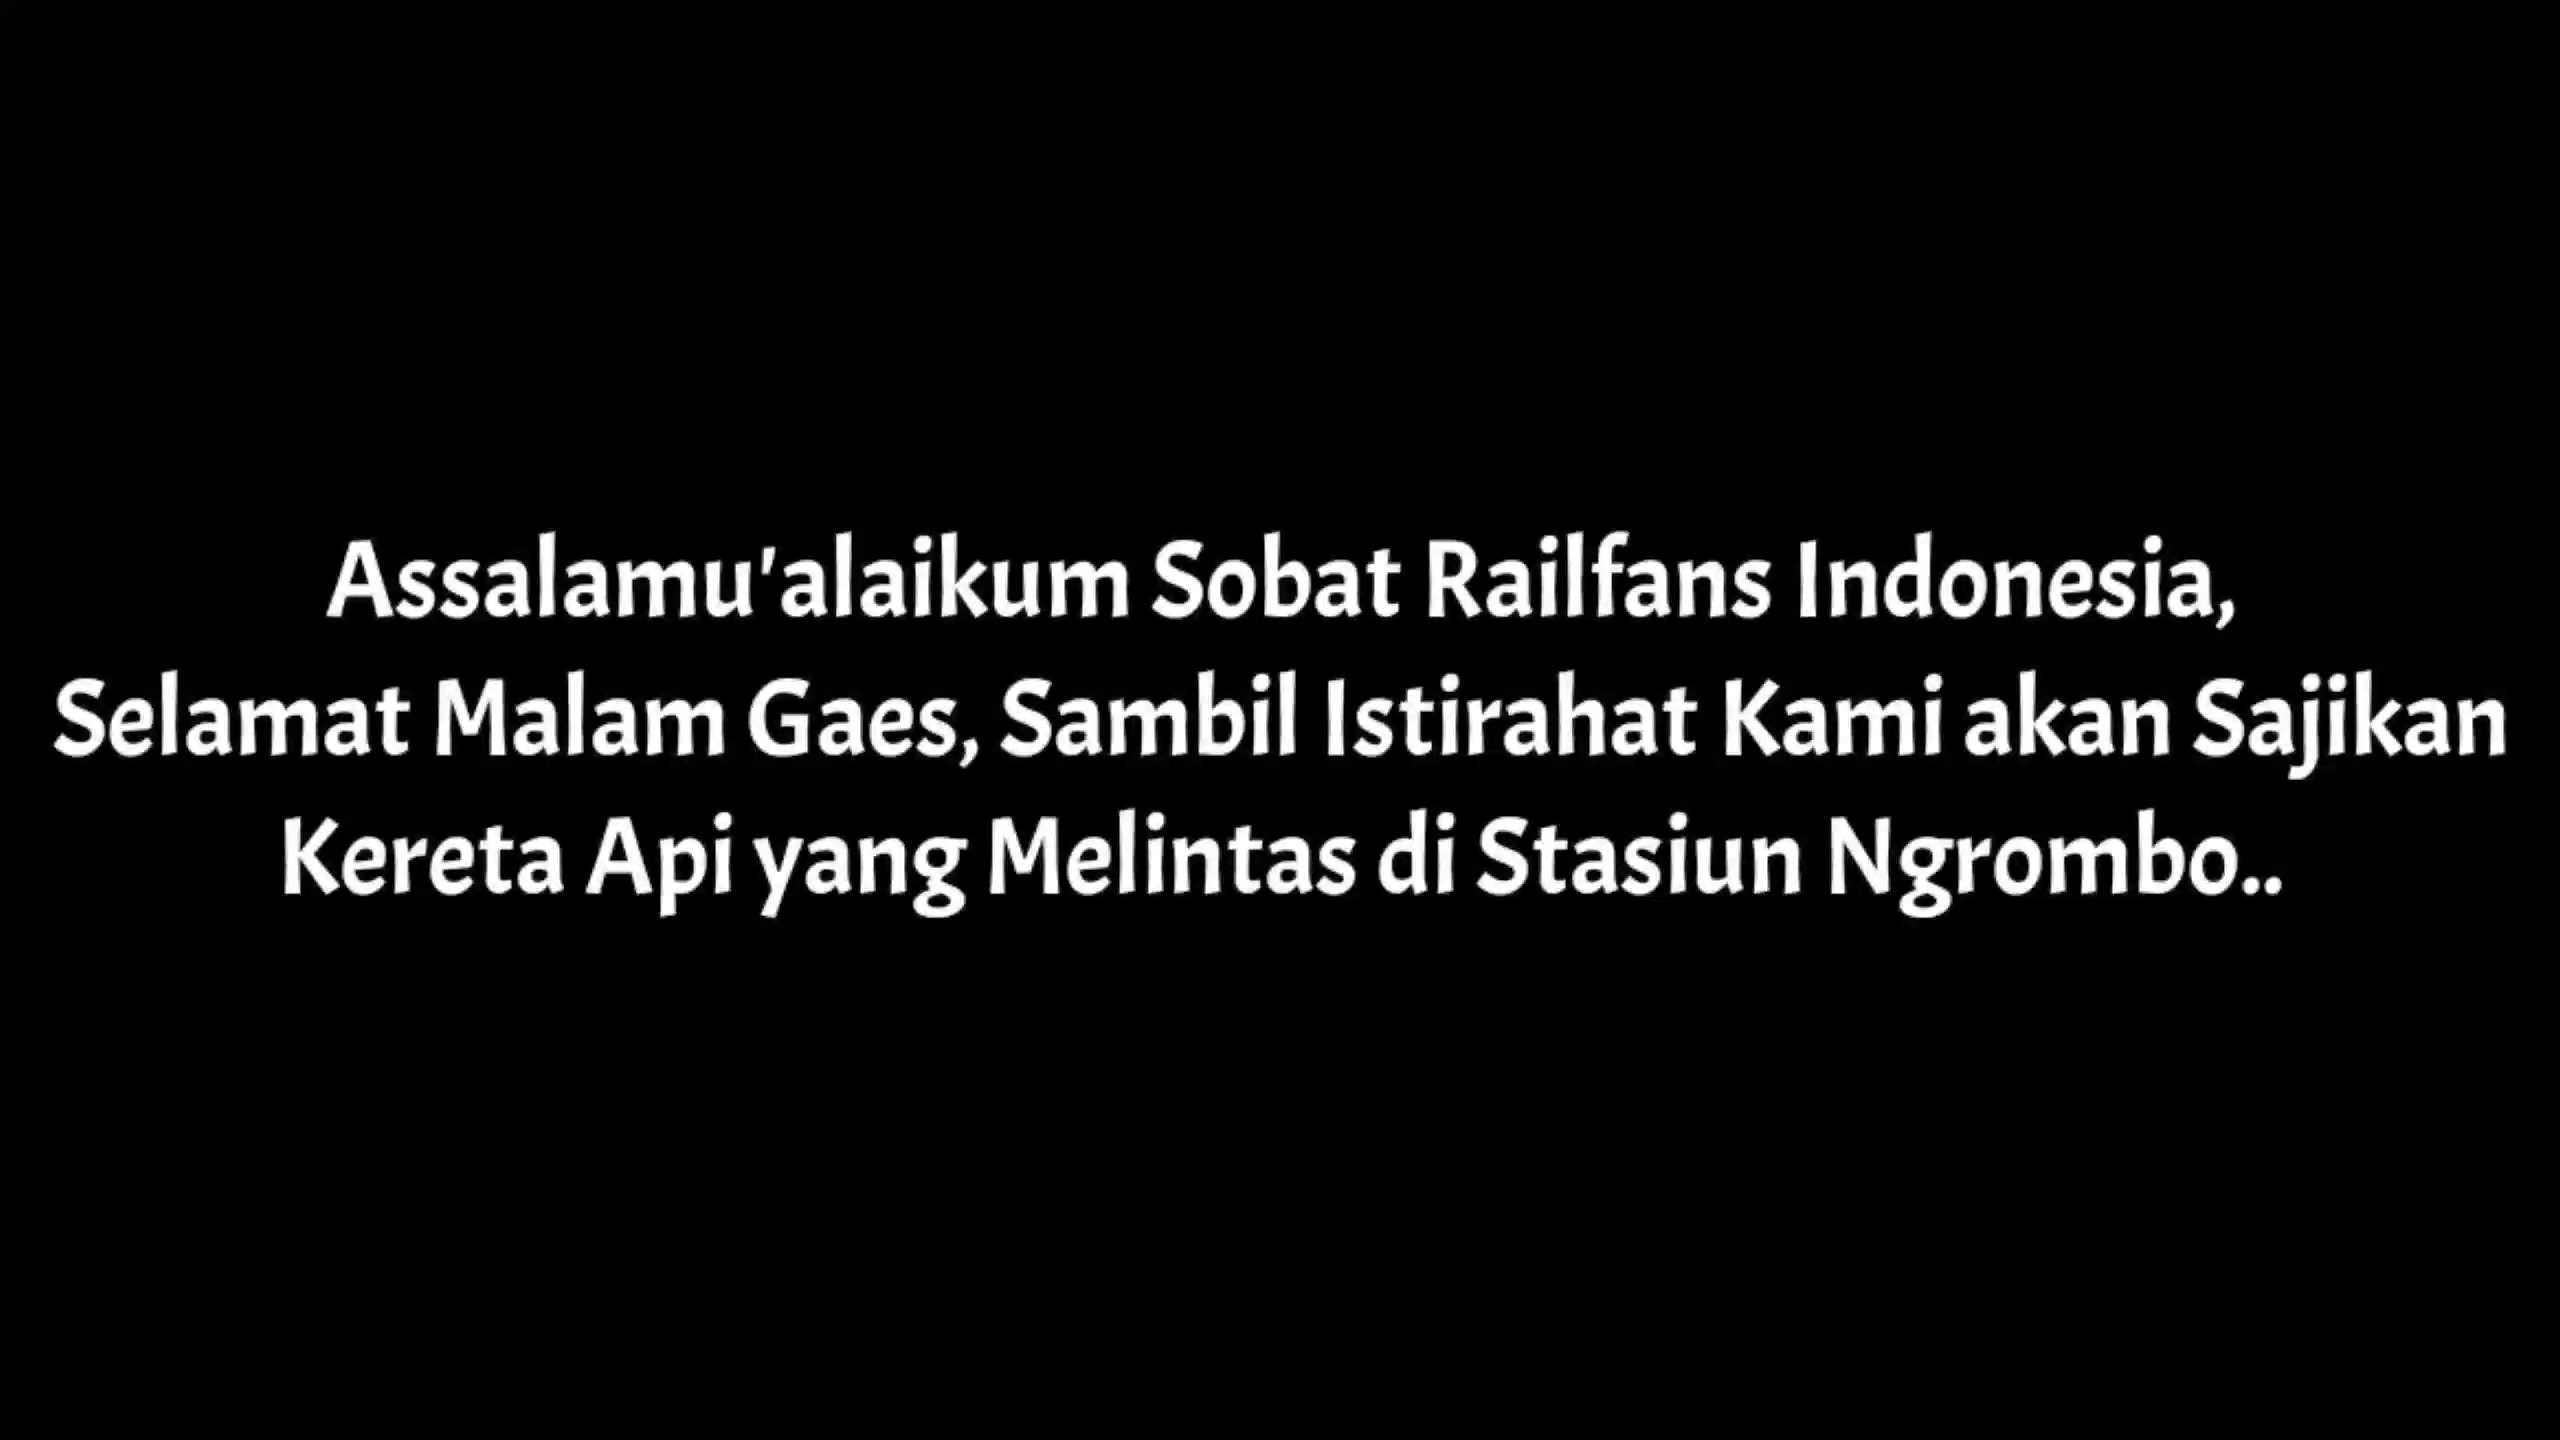 Assalamu'alaikum Sobat Railfans Indonesia,
Selamat Malam Gaes, Sambil Istirahat Kami akan Sajikan
Kereta Api yang Melintas di Stasiun Ngrombo..